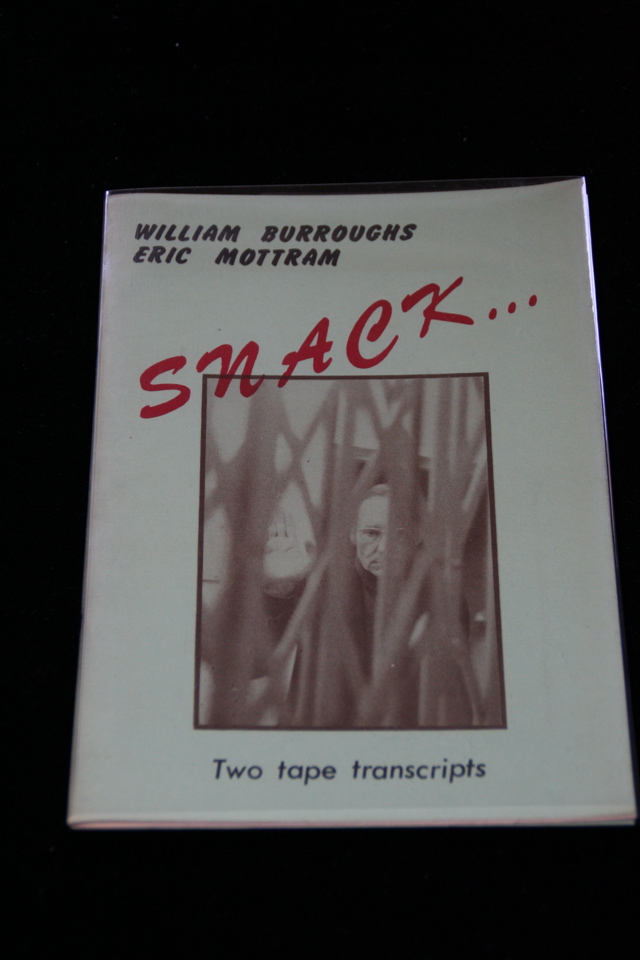 WILLIAM BURROUGHS
ERIC MOTTRAM
SNACK...
Two tape transcripts